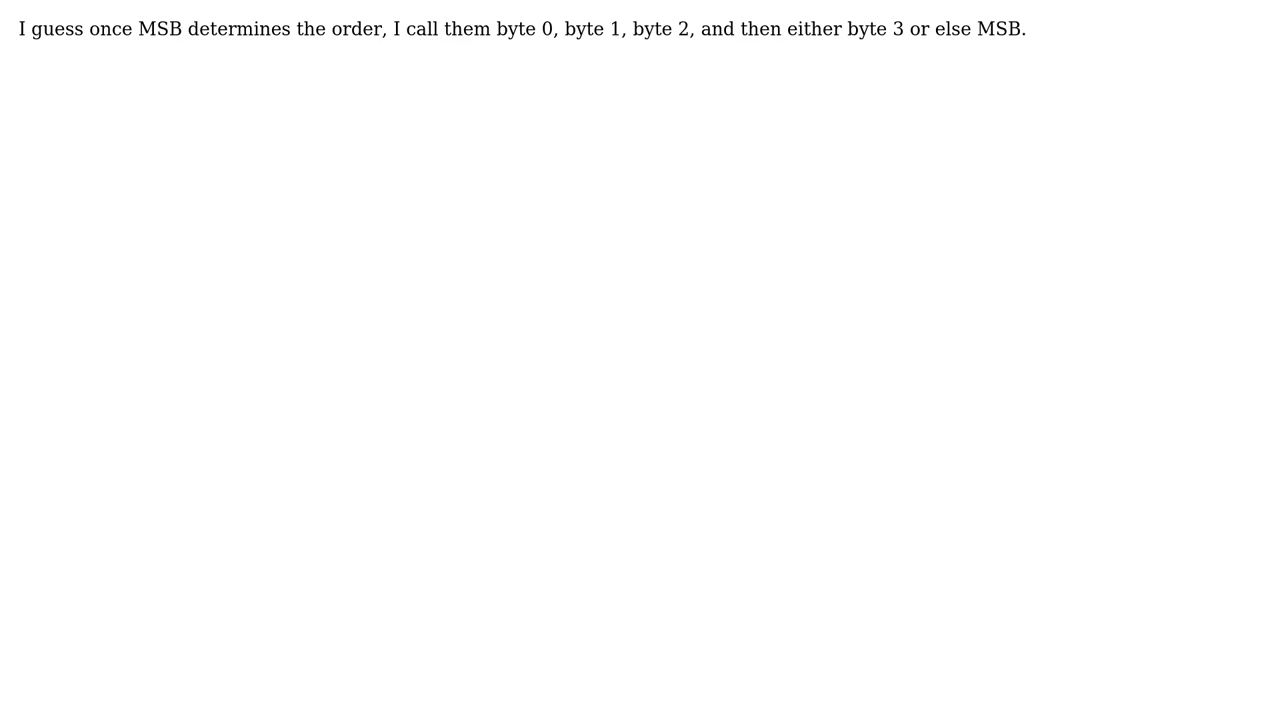 I guess once MSB determines the order, I call them byte 0, byte 1, byte 2, and then either byte 3 or else MSB.